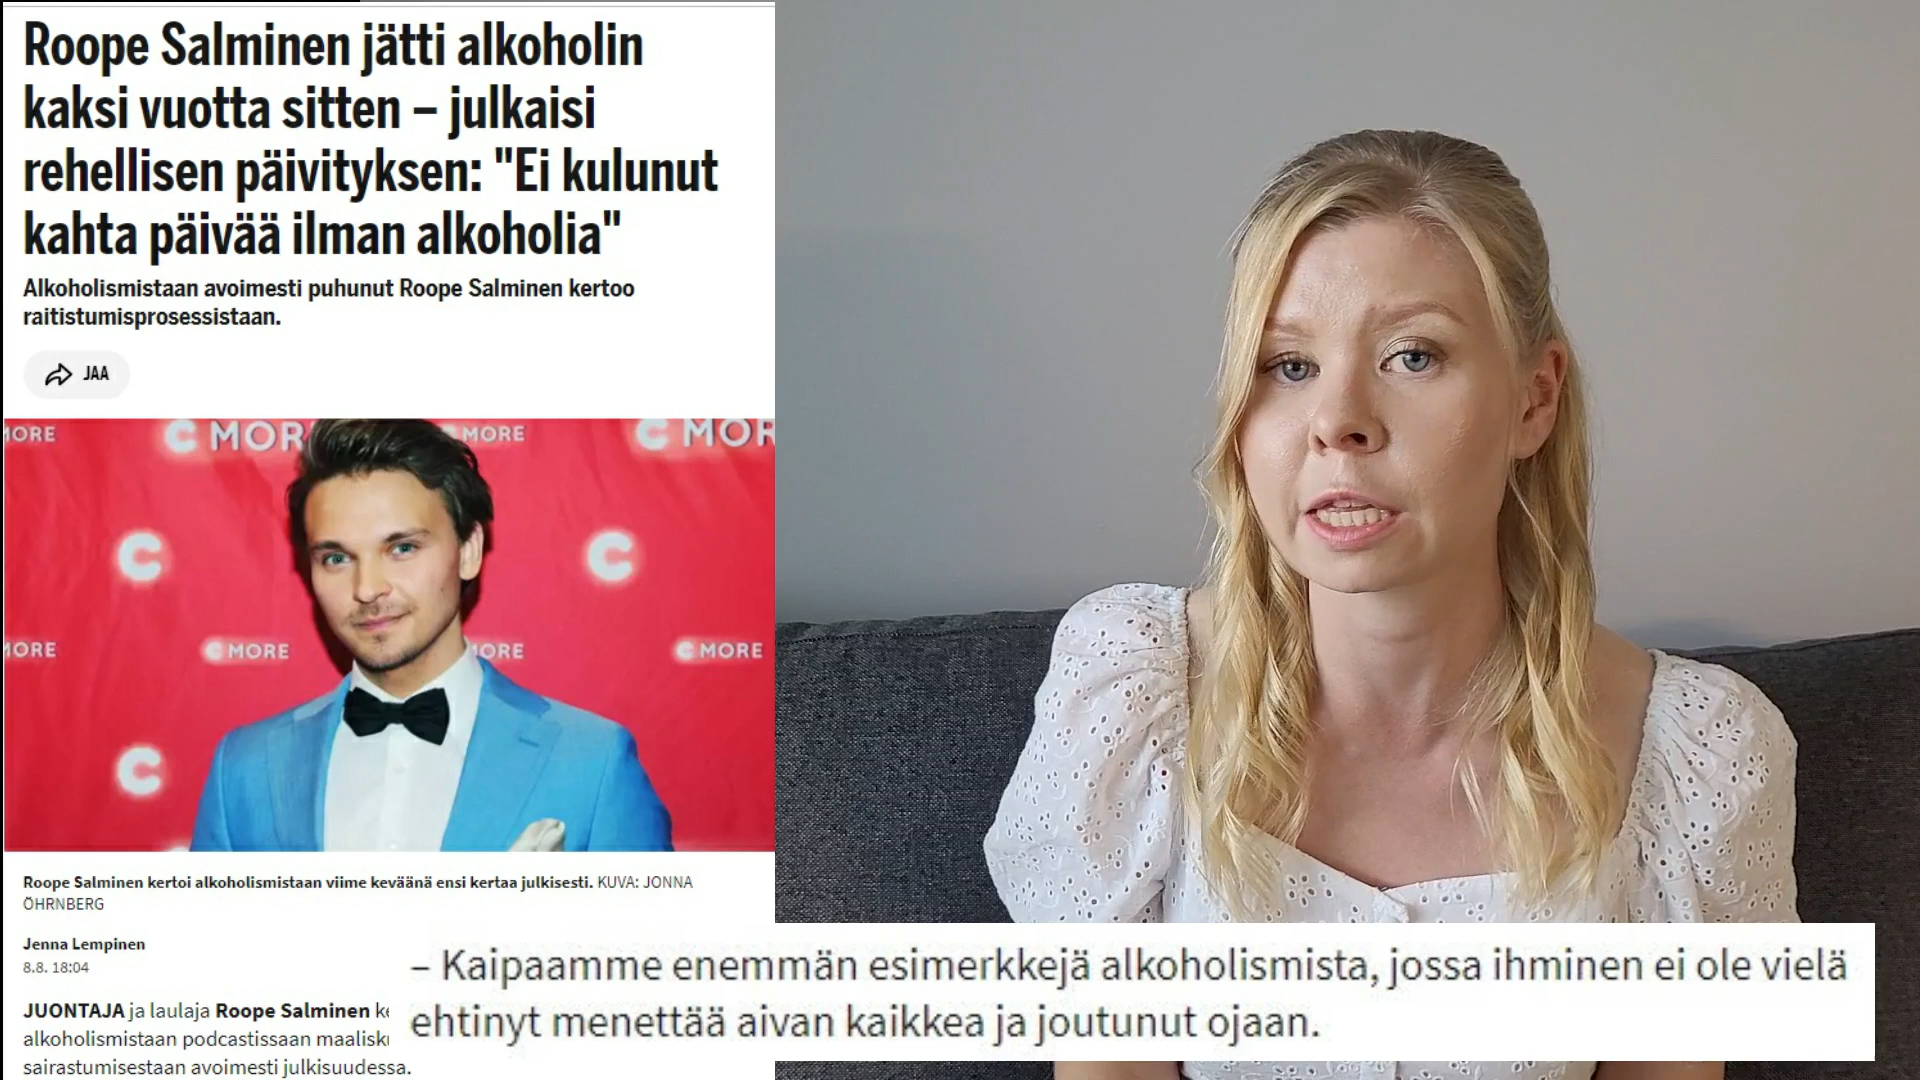 Roope Salminen jätti alkoholin
kaksi vuotta sitten – julkaisi
rehellisen päivityksen: "Ei kulunut
kahta päivää ilman alkoholia"
Alkoholismistaan avoimesti puhunut Roope Salminen kertoo
raitistumisprosessistaan.
JAA
MORE
C MOR
MORE
C MOR
C
C
MORE
C MORE
MORE
C MORE
C
Roope Salminen kertoi alkoholismistaan viime keväänä ensi kertaa julkisesti. KUVA: JONNA
ÖHRNBERG
Jenna Lempinen
8.8. 18:04
JUONTAJA ja laulaja Roope Salminen
alkoholismistaan podcastissaan
sairastumisestaan avoimesti julkisuudessa.
– Kaipaamme enemmän esimerkkejä alkoholismista, jossa ihminen ei ole vielä
ehtinyt menettää aivan kaikkea ja joutunut ojaan.